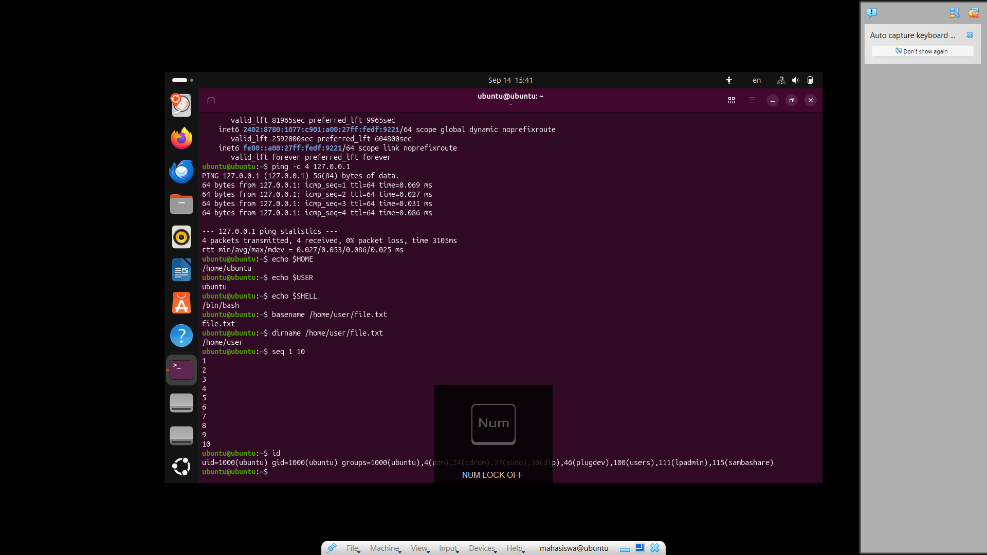 Auto capture keyboard ...
Don't show again
Sep 14 15:41
en
ubuntu@ubuntu: ~
valid_lft 81965sec preferred_lft 9965sec
inet6 2402:8780:1077:c901:a00:27ff:fedf:9221/64 scope global dynamic noprefixroute
valid_lft 2592000sec preferred_lft 604800sec
inet6 fe80::a00:27ff:fedf:9221/64 scope link noprefixroute
valid_lft forever preferred_lft forever
ubuntu@ubuntu:~$ ping -c 4 127.0.0.1
PING 127.0.0.1 (127.0.0.1) 56(84) bytes of data.
64 bytes from 127.0.0.1: icmp_seq=1 ttl=64 time=0.069 ms
64 bytes from 127.0.0.1: icmp_seq=2 ttl=64 time=0.027 ms
64 bytes from 127.0.0.1: icmp_seq=3 ttl=64 time=0.031 ms
64 bytes from 127.0.0.1: icmp_seq=4 ttl=64 time=0.086 ms
--- 127.0.0.1 ping statistics ---
4 packets transmitted, 4 received, 0% packet loss, time 3105ms
rtt min/avg/max/mdev = 0.027/0.053/0.086/0.025 ms
ubuntu@ubuntu:~$ echo $HOME
/home/ubuntu
ubuntu@ubuntu:~$ echo $USER
ubuntu
ubuntu@ubuntu:~$ echo $SHELL
/bin/bash
ubuntu@ubuntu:~$ basename /home/user/file.txt
file.txt
ubuntu@ubuntu:~$ dirname /home/user/file.txt
/home/user
ubuntu@ubuntu:~$ seq 1 10
1
2
3
4
5
6
7
8
9
10
ubuntu@ubuntu:~$ id
uid=1000(ubuntu) gid=1000(ubuntu) groups=1000(ubuntu),4(adm),24(cdrom),27(sudo),30(dip),46(plugdev),100(users),111(lpadmin),115(sambashare)
ubuntu@ubuntu:~$
Num
NUM LOCK OFF
File Machine View Input Devices Help mahasiswa@ubuntu